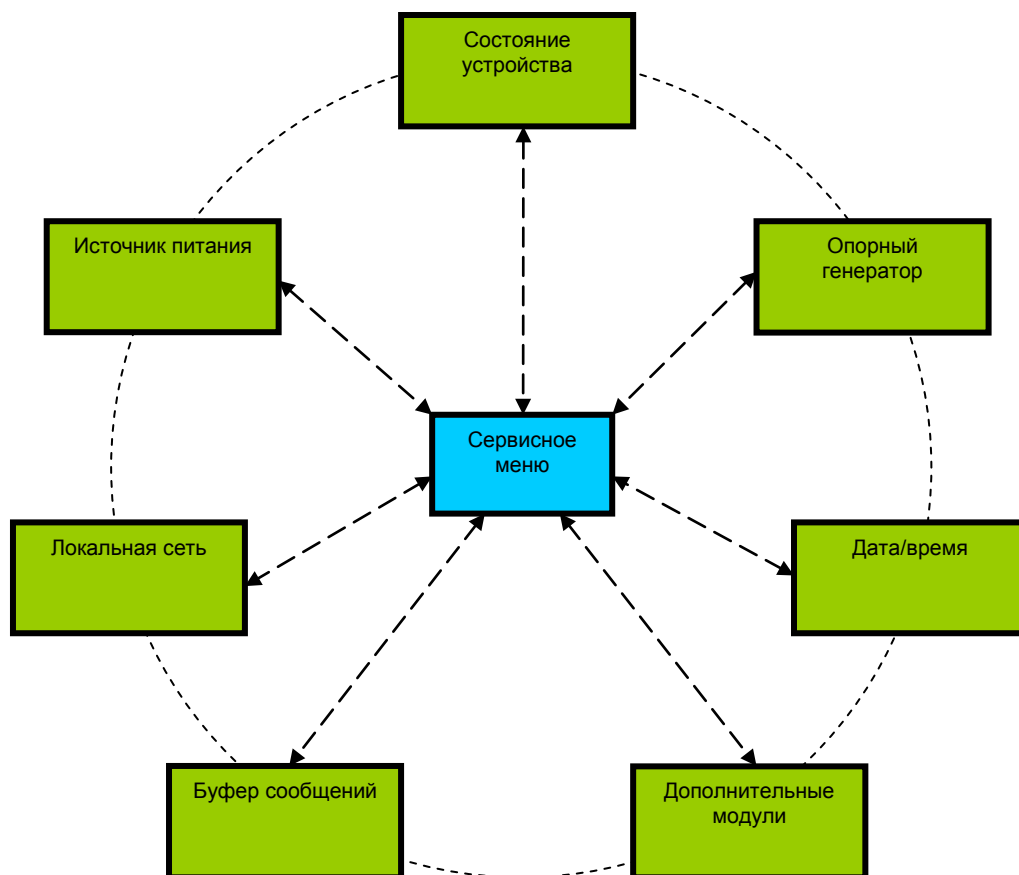 Состояние
устройства
Источник питания
Опорный
генератор
Сервисное
меню
Локальная сеть
Дата/время
Буфер сообщений
Дополнительные
модули